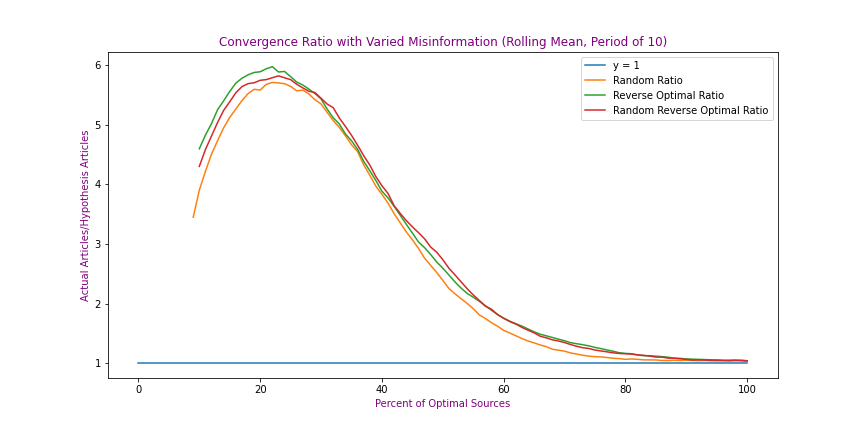 Convergence Ratio with Varied Misinformation (Rolling Mean, Period of 10)
y = 1
Random Ratio
Reverse Optimal Ratio
Random Reverse Optimal Ratio
Actual Articles/Hypothesis Articles
6
5
4
3
2
1
0 20 40 60 80 100
Percent of Optimal Sources